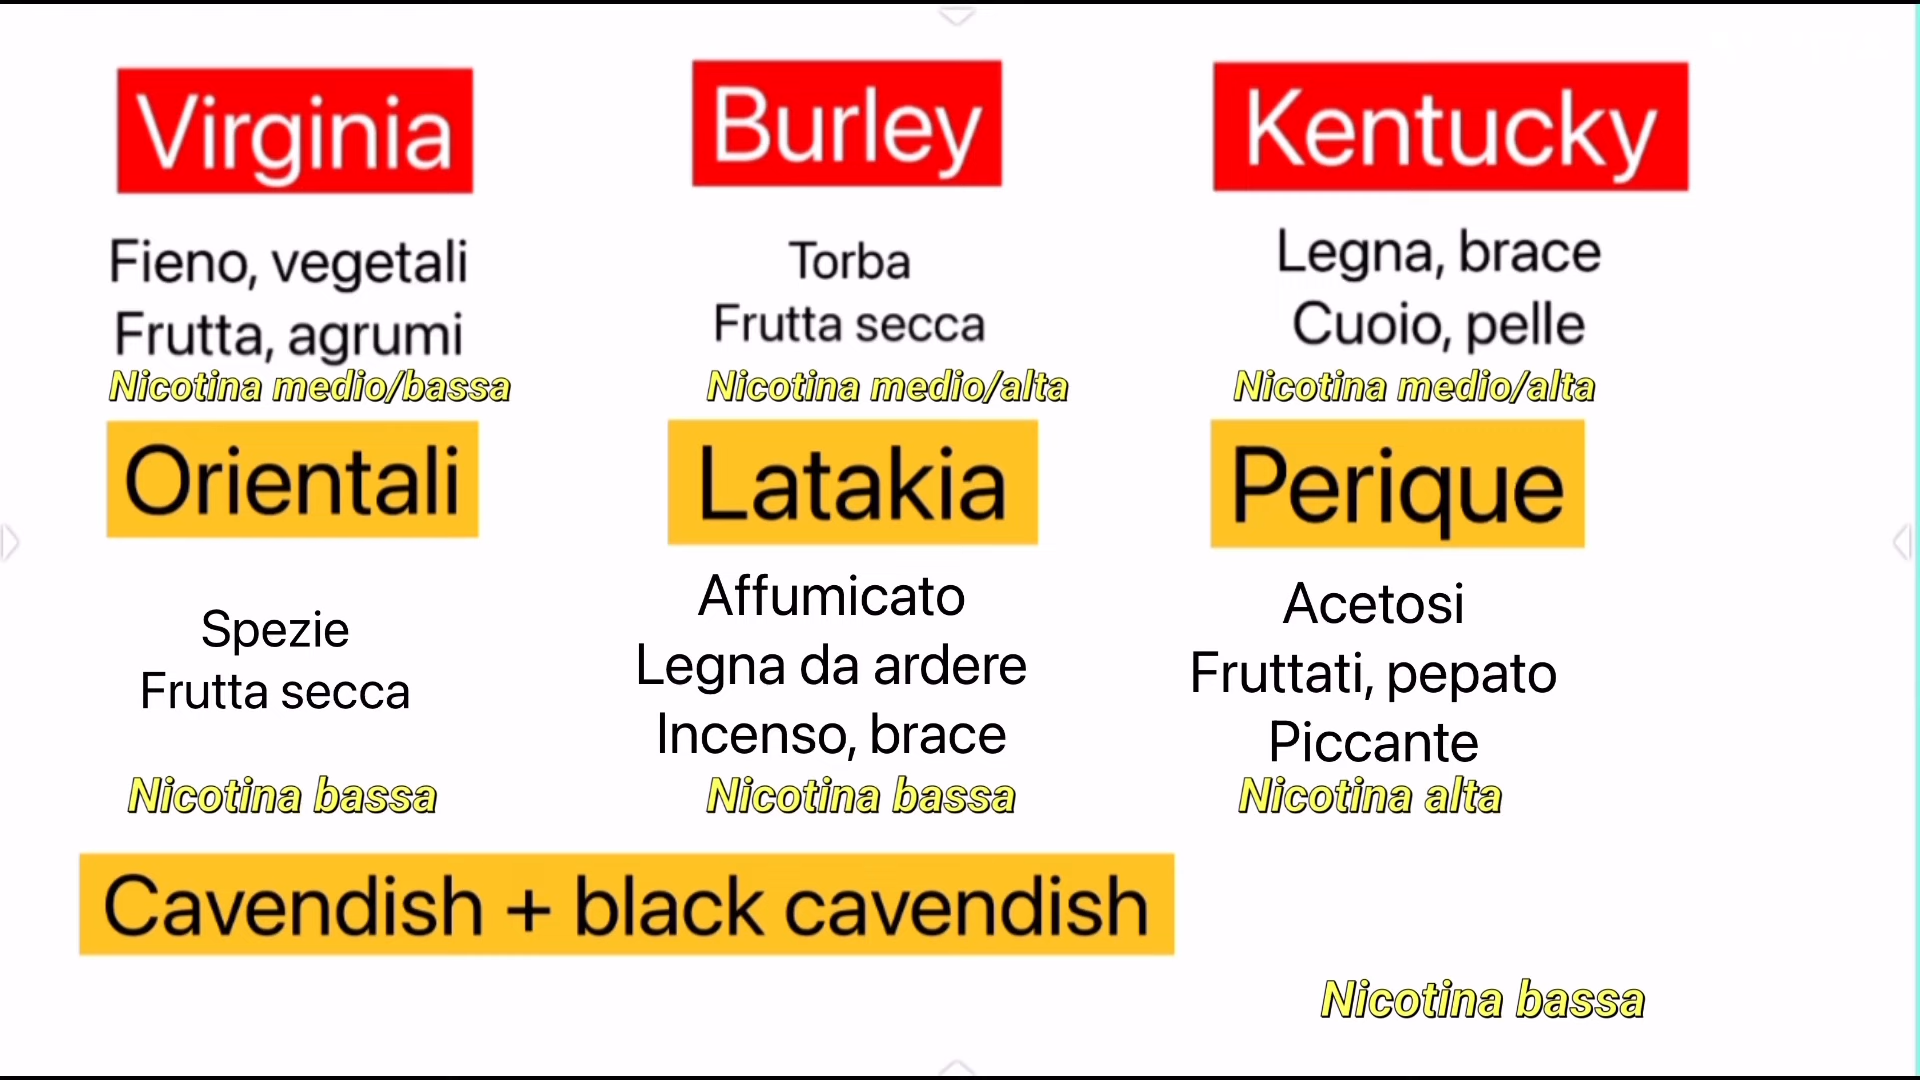 Virginia
Burley
Kentucky
Fieno, vegetali
Frutta, agrumi
Nicotina medio/bassa
Torba
Frutta secca
Nicotina medio/alta
Legna, brace
Cuoio, pelle
Nicotina medio/alta
Orientali
Latakia
Perique
Spezie
Frutta secca
Nicotina bassa
Affumicato
Legna da ardere
Incenso, brace
Nicotina bassa
Acetosi
Fruttati, pepato
Piccante
Nicotina alta
Cavendish + black cavendish
Nicotina bassa